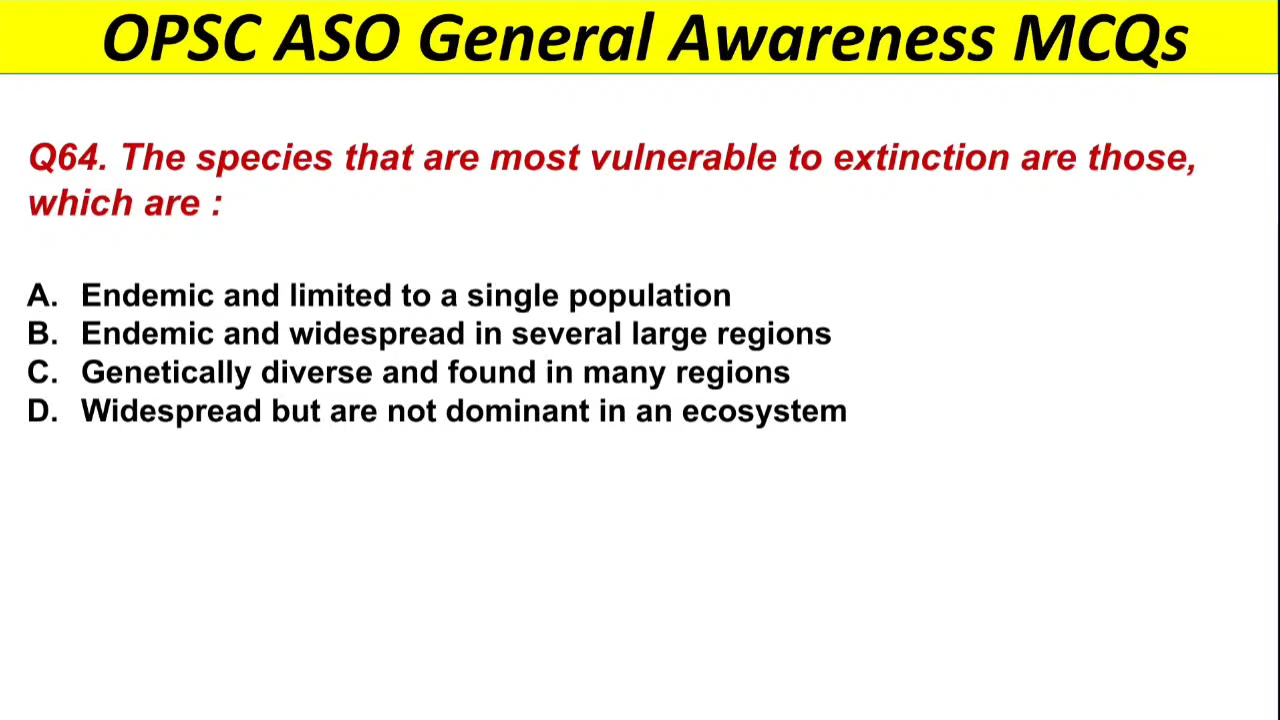 OPSC ASO General Awareness MCQs
Q64. The species that are most vulnerable to extinction are those,
which are :
A. Endemic and limited to a single population
B. Endemic and widespread in several large regions
C. Genetically diverse and found in many regions
D. Widespread but are not dominant in an ecosystem